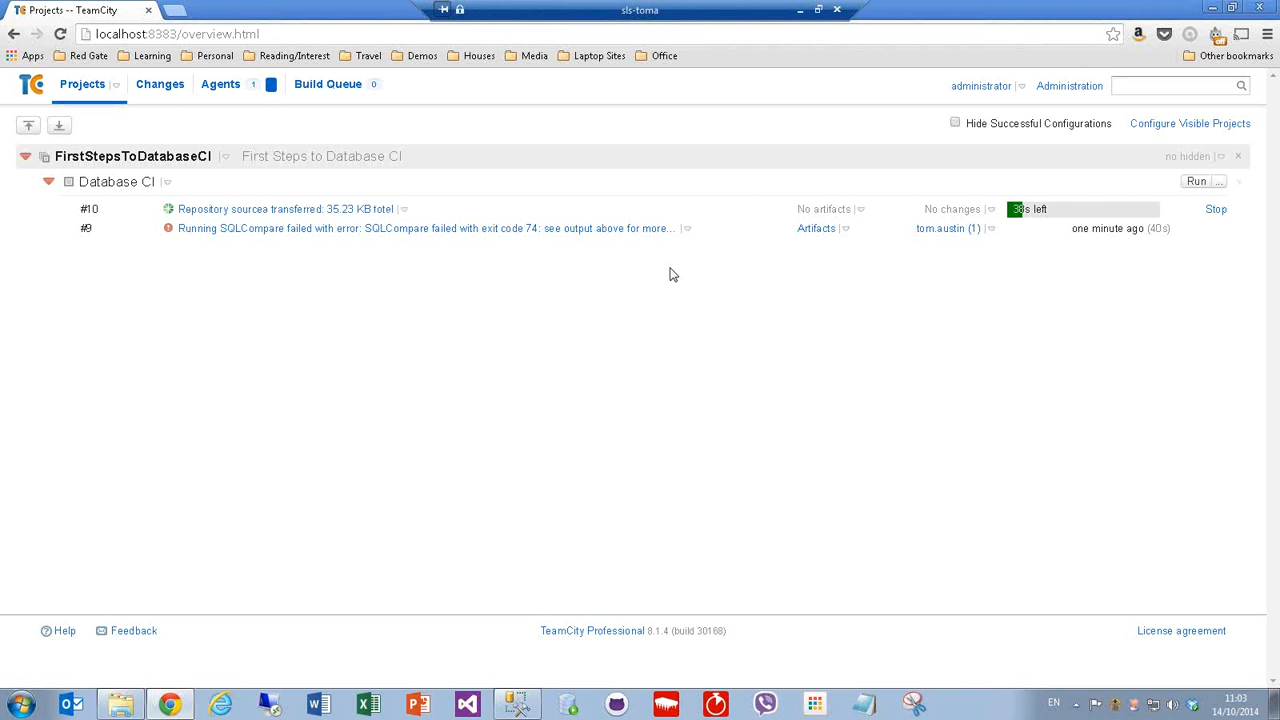 Projects -- TeamCity
sls-toma
localhost:8383/overview.html
Apps Red Gate Learning Personal Reading/Interest Travel Demos Houses Media Laptop Sites Office Other bookmarks
TC Projects Changes Agents 1 Build Queue 0 administrator Administration
Hide Successful Configurations Configure Visible Projects
FirstStepsToDatabaseCI First Steps to Database CI no hidden
Database CI Run ...
#10 Repository sourcea transferred: 35.23 KB total No artifacts No changes 38s left Stop
#9 Running SQLCompare failed with error: SQLCompare failed with exit code 74: see output above for more... Artifacts tom.austin (1) one minute ago (40s)
Help Feedback TeamCity Professional 8.1.4 (build 30168) License agreement
EN 11:03
14/10/2014